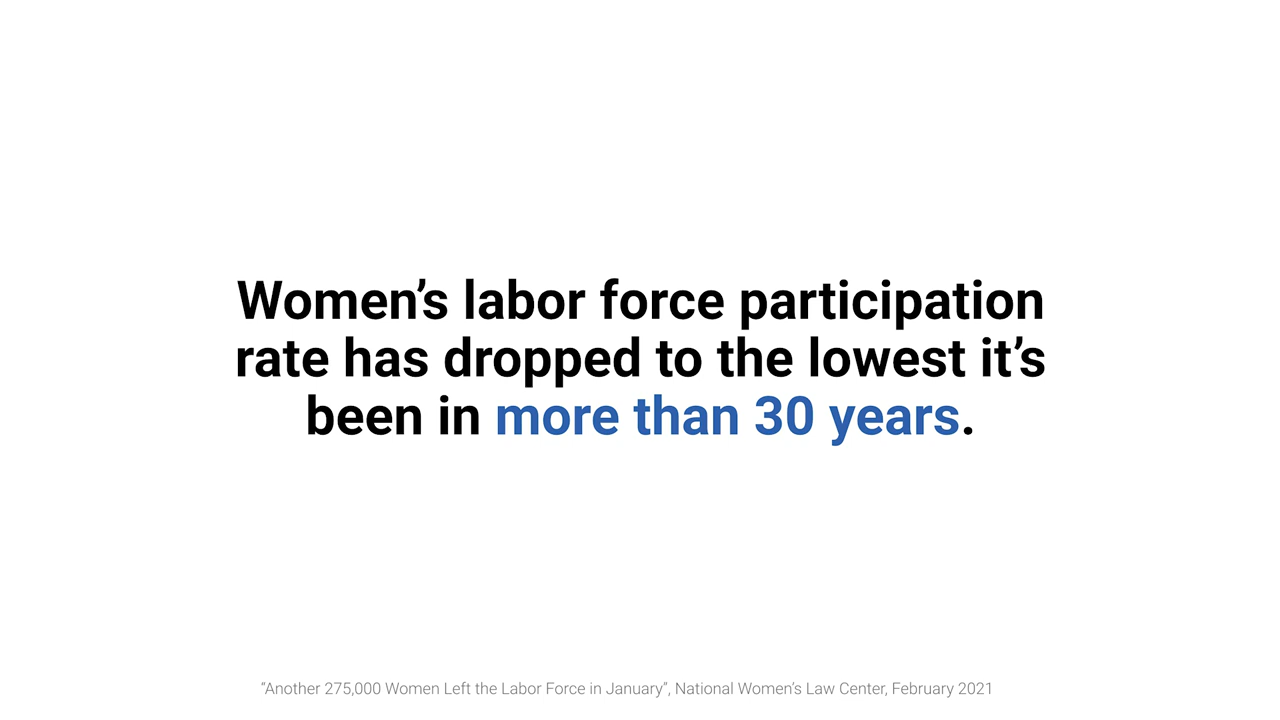 Women’s labor force participation
rate has dropped to the lowest it’s
been in more than 30 years.
“Another 275,000 Women Left the Labor Force in January”, National Women’s Law Center, February 2021